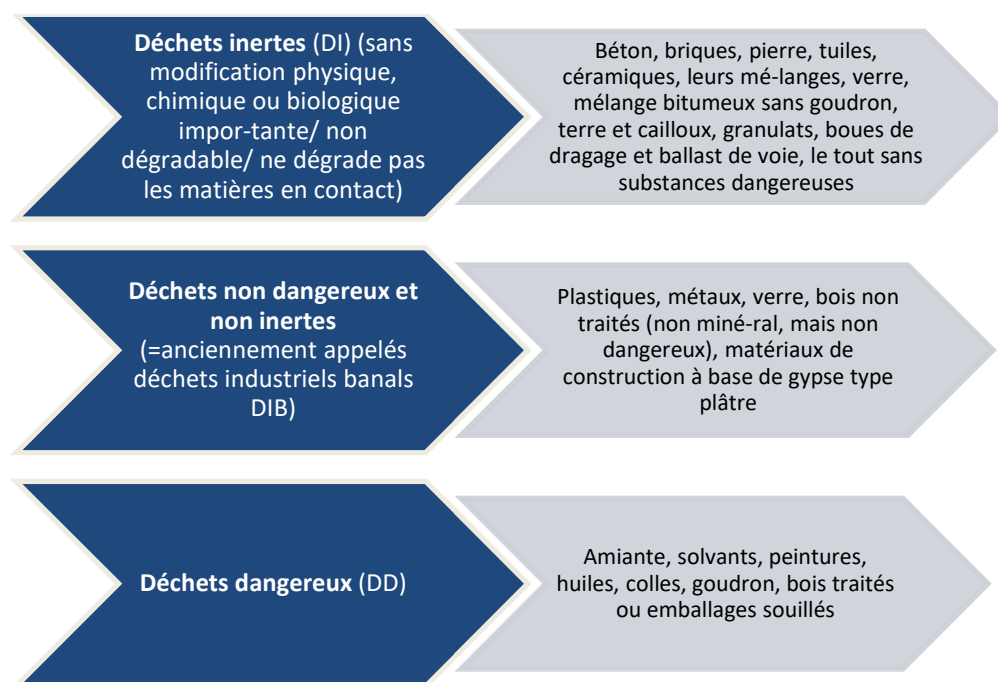 Déchets inertes (DI) (sans
modification physique,
chimique ou biologique
impor-tante/ non
dégradable/ ne dégrade pas
les matières en contact)
Béton, briques, pierre, tuiles,
céramiques, leurs mé-langes, verre,
mélange bitumeux sans goudron,
terre et cailloux, granulats, boues de
dragage et ballast de voie, le tout sans
substances dangereuses
Déchets non dangereux et
non inertes
(=anciennement appelés
déchets industriels banals
DIB)
Plastiques, métaux, verre, bois non
traités (non miné-ral, mais non
dangereux), matériaux de
construction à base de gypse type
plâtre
Déchets dangereux (DD)
Amiante, solvants, peintures,
huiles, colles, goudron, bois traités
ou emballages souillés